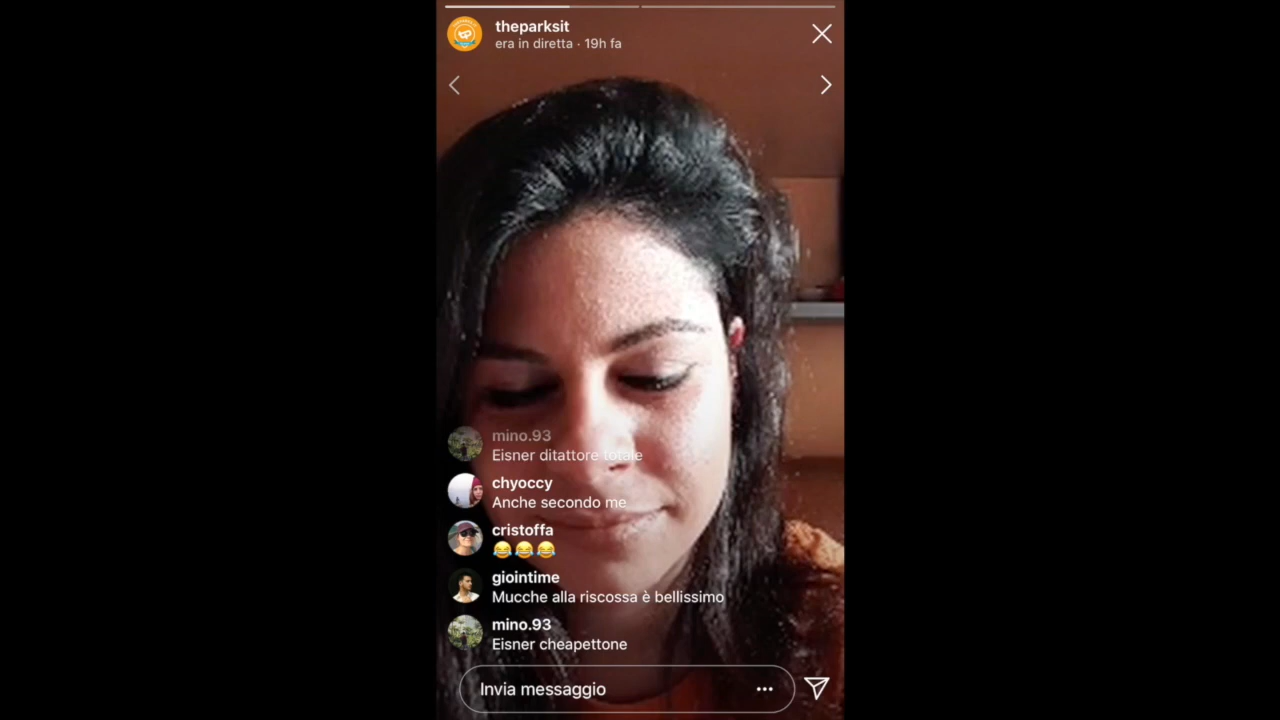 theparksit
era in diretta · 19h fa
mino.93
Eisner ditattore totale
chyoccy
Anche secondo me
cristoffa
😂😂😂
giointime
Mucche alla riscossa è bellissimo
mino.93
Eisner cheapettone
Invia messaggio